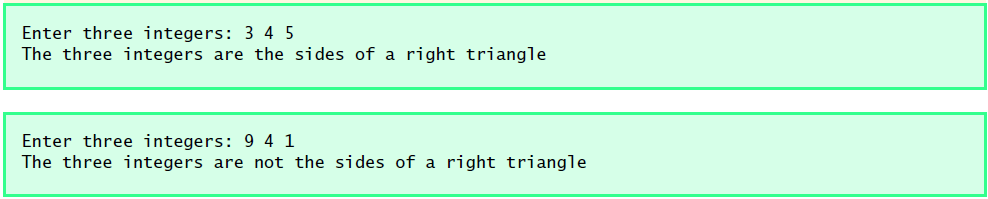 Enter three integers: 3 4 5
The three integers are the sides of a right triangle
Enter three integers: 9 4 1
The three integers are not the sides of a right triangle